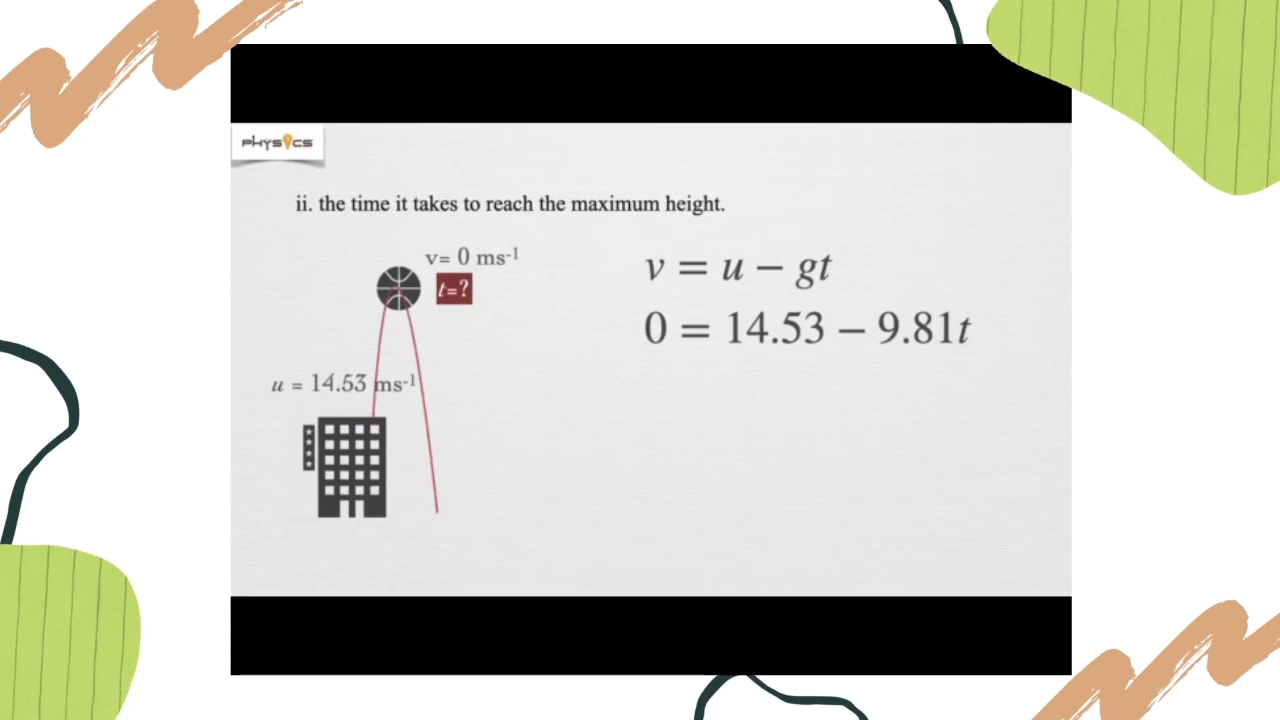 PHYSICS
ii. the time it takes to reach the maximum height.
v= 0 ms⁻¹
t=?
u = 14.53 ms⁻¹
v = u − gt
0 = 14.53 − 9.81t